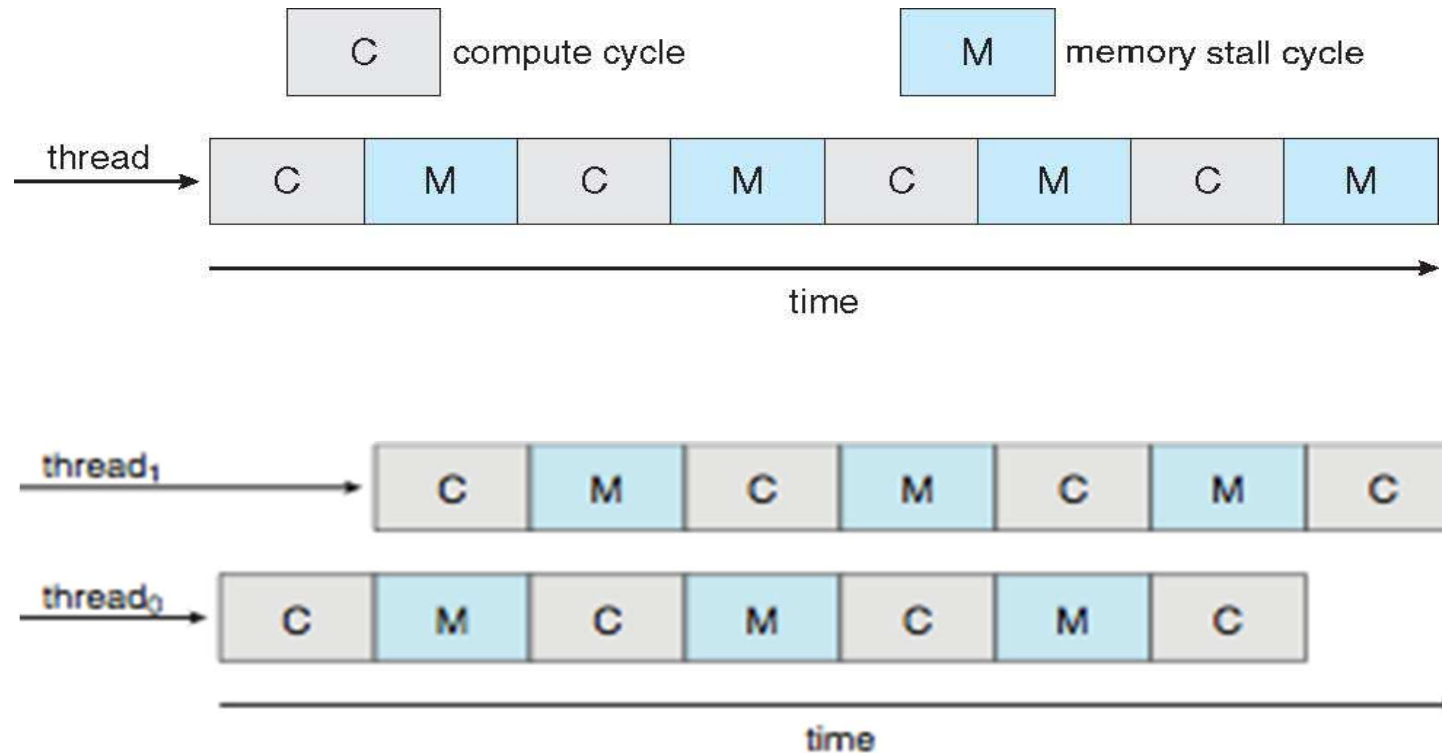 C compute cycle M memory stall cycle
thread
C M C M C M C M
time
thread₁
C M C M C M C
thread₀
C M C M C M C
time